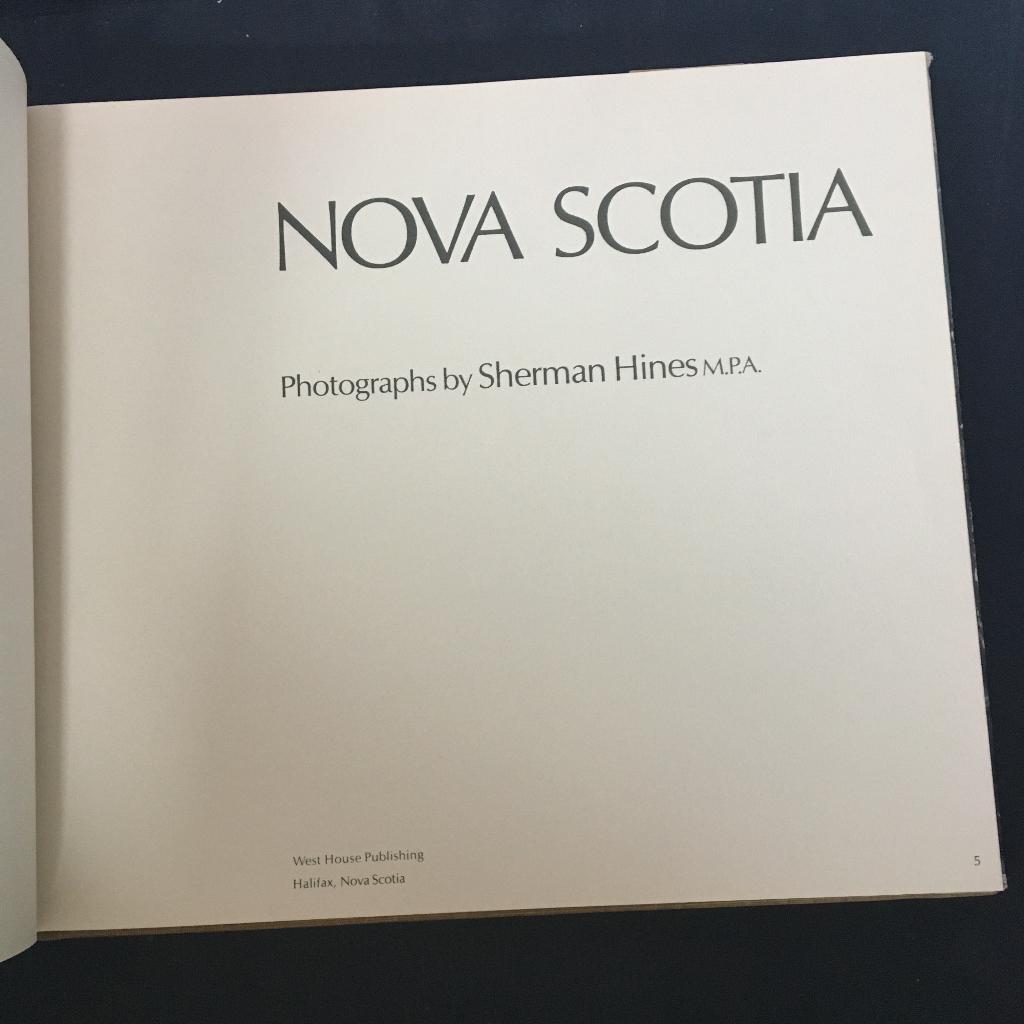 NOVA SCOTIA
Photographs by Sherman Hines M.P.A.
West House Publishing
Halifax, Nova Scotia
5